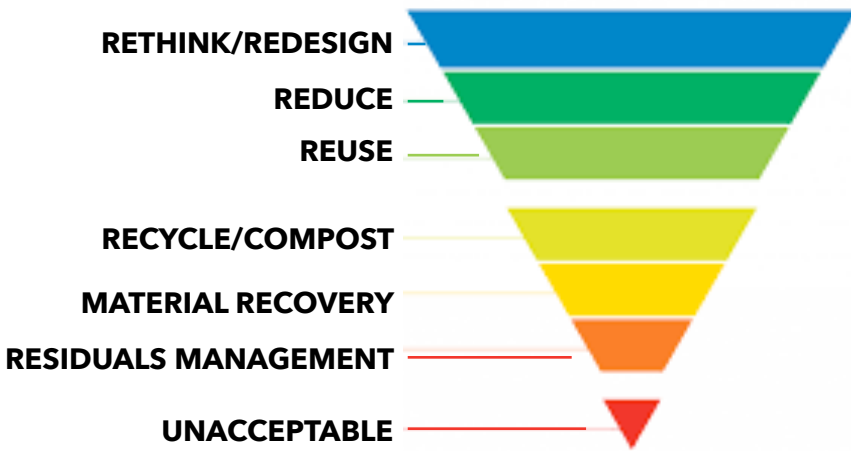 RETHINK/REDESIGN
REDUCE
REUSE
RECYCLE/COMPOST
MATERIAL RECOVERY
RESIDUALS MANAGEMENT
UNACCEPTABLE